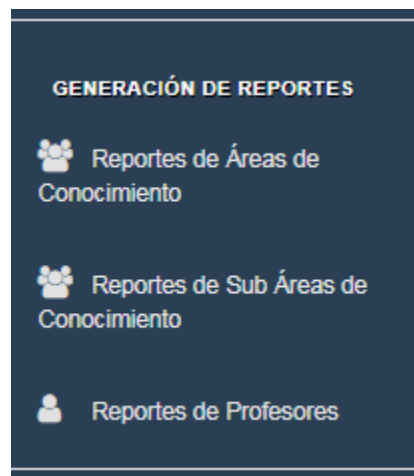 GENERACIÓN DE REPORTES
Reportes de Áreas de
Conocimiento
Reportes de Sub Áreas de
Conocimiento
Reportes de Profesores